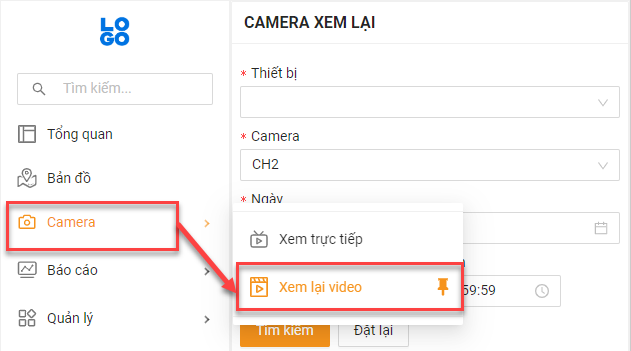 LO
GO
Tìm kiếm...
Tổng quan
Bản đồ
Camera
Báo cáo
Quản lý
CAMERA XEM LẠI
* Thiết bị
* Camera
CH2
* Ngày
Xem trực tiếp
Xem lại video
59:59
Tìm kiếm
Đặt lại